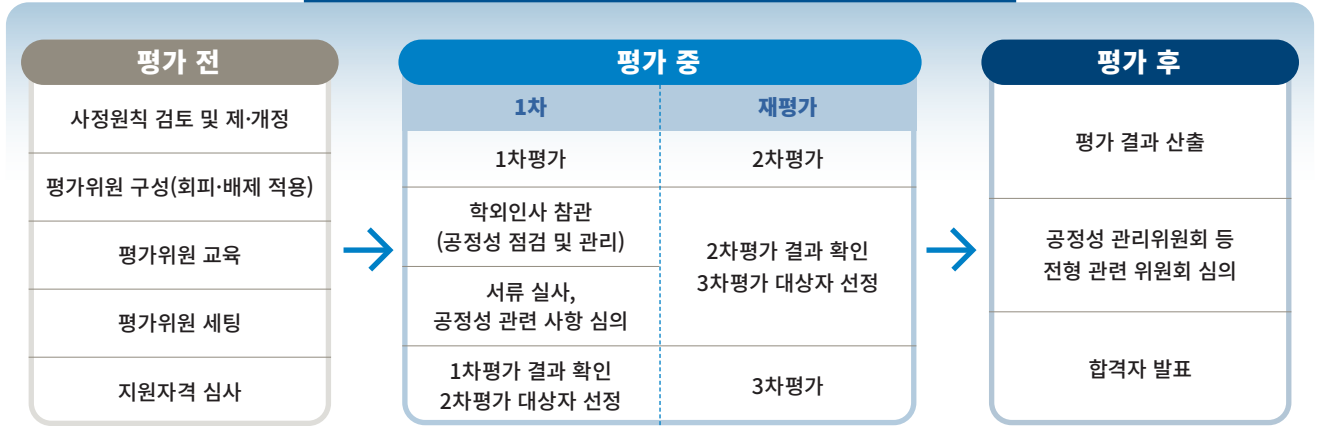 평가 전
사정원칙 검토 및 제·개정
평가위원 구성(회피·배제 적용)
평가위원 교육
평가위원 세팅
지원자격 심사
평가 중
1차
1차평가
학외인사 참관
(공정성 점검 및 관리)
서류 실사,
공정성 관련 사항 심의
1차평가 결과 확인
2차평가 대상자 선정
재평가
2차평가
2차평가 결과 확인
3차평가 대상자 선정
3차평가
평가 후
평가 결과 산출
공정성 관리위원회 등
전형 관련 위원회 심의
합격자 발표